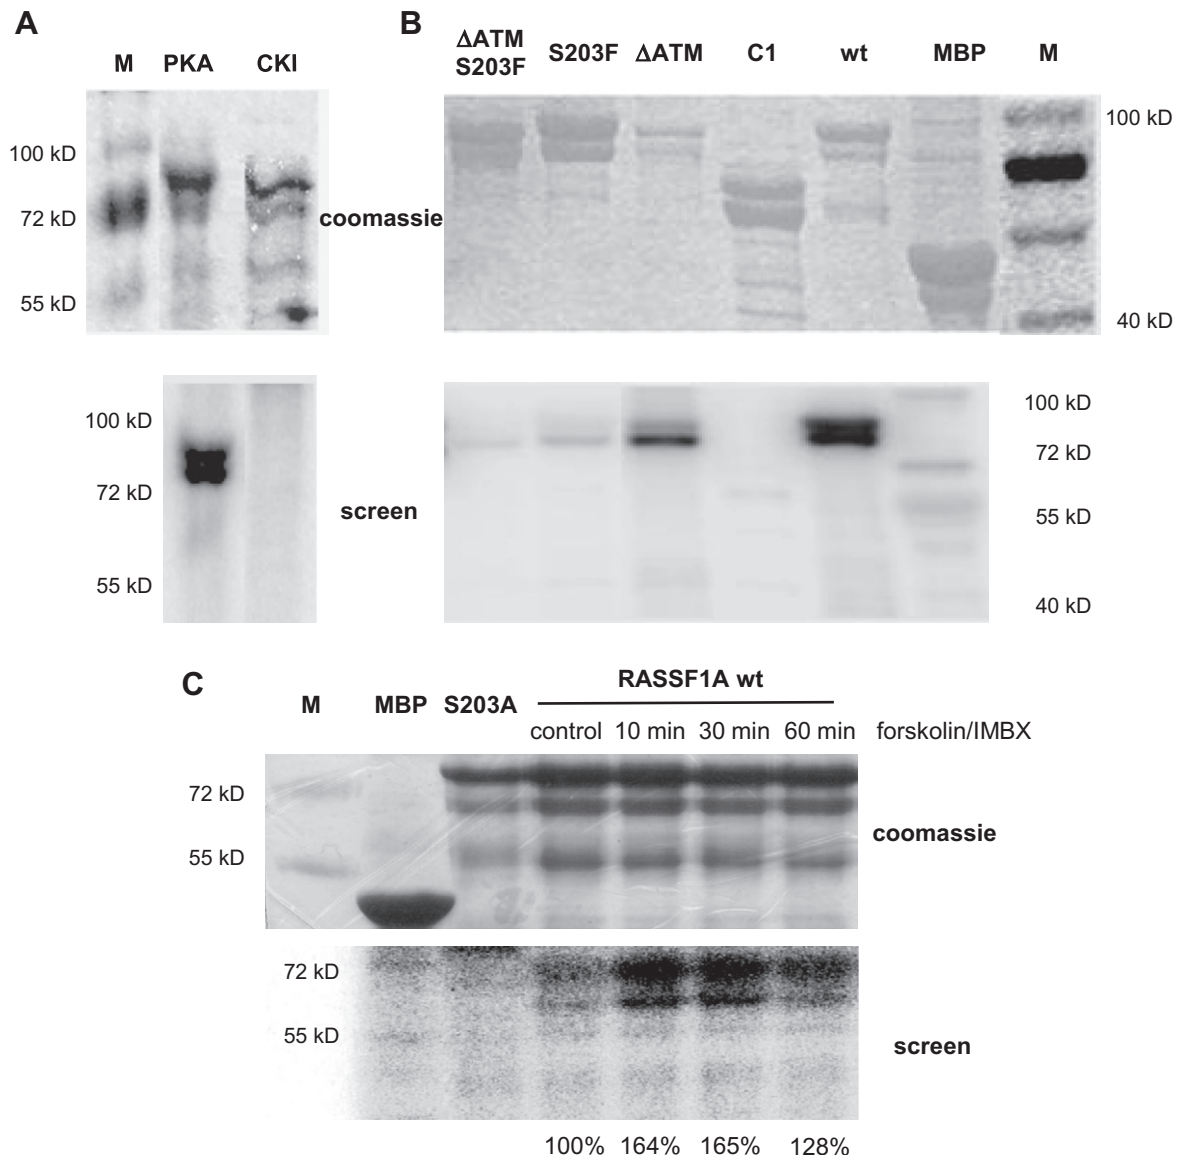 A
M PKA CKI
100 kD
72 kD
55 kD
coomassie
100 kD
72 kD
55 kD
screen
B
ΔATM S203F
S203F
ΔATM
C1
wt
MBP
M
100 kD
40 kD
100 kD
72 kD
55 kD
40 kD
C
RASSF1A wt
M MBP S203A
control 10 min 30 min 60 min forskolin/IMBX
72 kD
55 kD
coomassie
72 kD
55 kD
screen
100% 164% 165% 128%